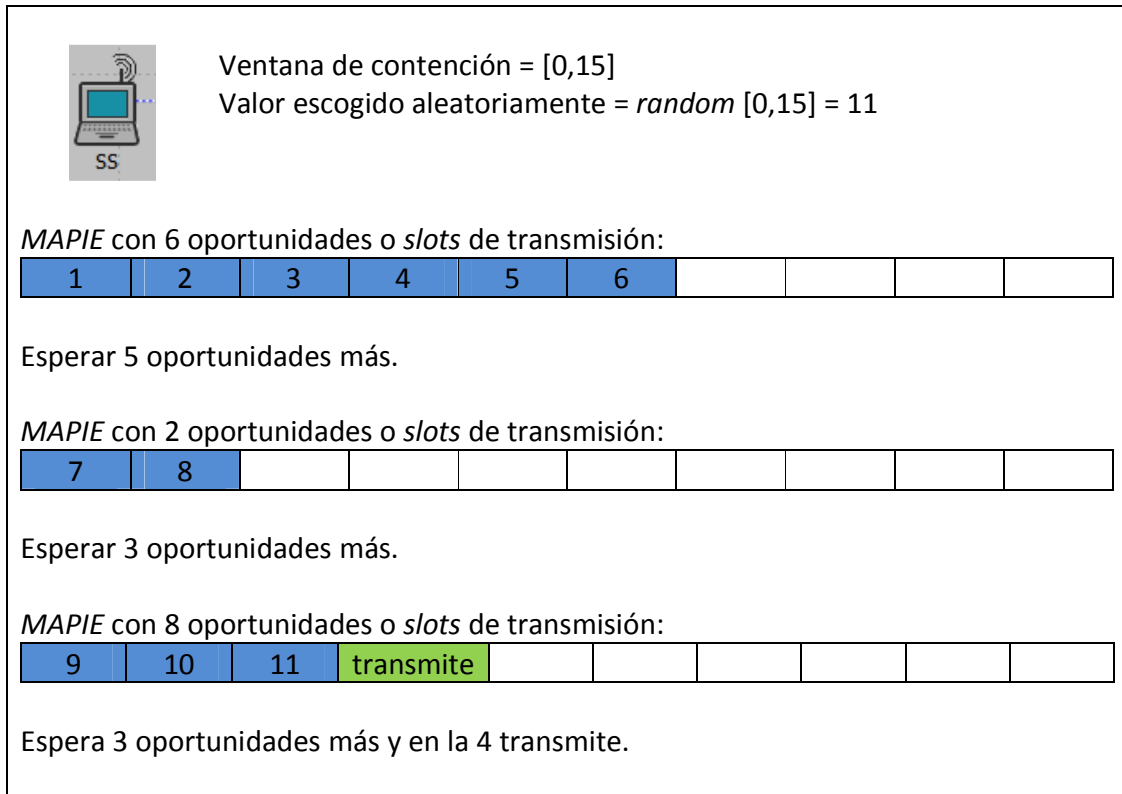 Ventana de contención = [0,15]
Valor escogido aleatoriamente = random [0,15] = 11
SS
MAPIE con 6 oportunidades o slots de transmisión:
1 2 3 4 5 6
Esperar 5 oportunidades más.
MAPIE con 2 oportunidades o slots de transmisión:
7 8
Esperar 3 oportunidades más.
MAPIE con 8 oportunidades o slots de transmisión:
9 10 11 transmite
Espera 3 oportunidades más y en la 4 transmite.